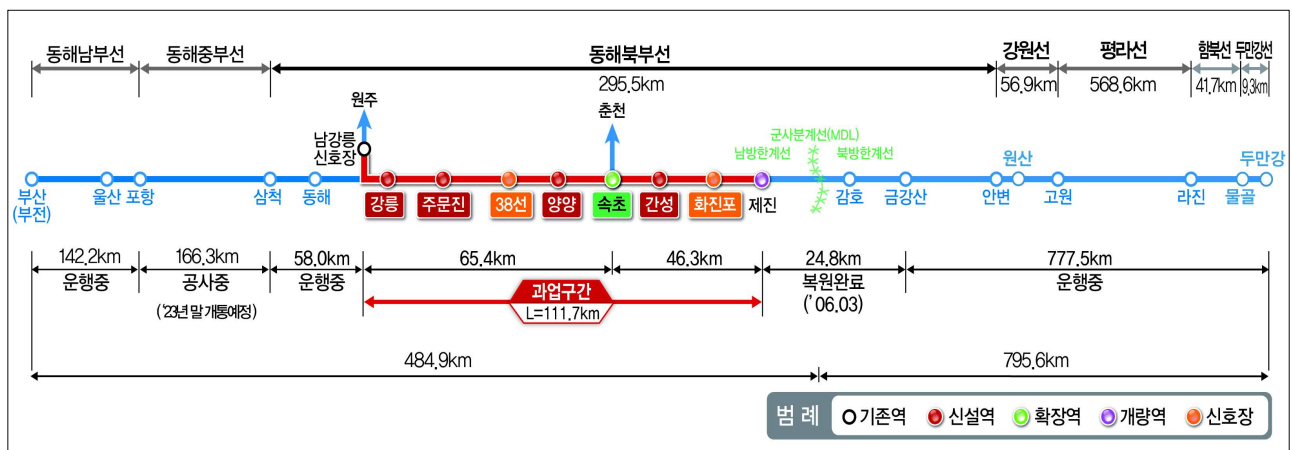 동해남부선 동해중부선 동해북부선 강원선 평라선 함북선 두만강선
295.5km 56.9km 568.6km 41.7km 9.3km
원주 춘천
군사분계선(MDL)
남강릉
신호장
남방한계선 북방한계선
원산 두만강
부산
(부전)
울산 포항 삼척 동해 강릉 주문진 38선 양양 속초 간성 화진포 제진 감호 금강산 안변 고원 라진 물골
142.2km 166.3km 58.0km 65.4km 46.3km 24.8km 777.5km
운행중 공사중 운행중 복원완료 운행중
('23년 말 개통예정) ('06.03)
과업구간
L=111.7km
484.9km 795.6km
범 례 기존역 신설역 확장역 개량역 신호장